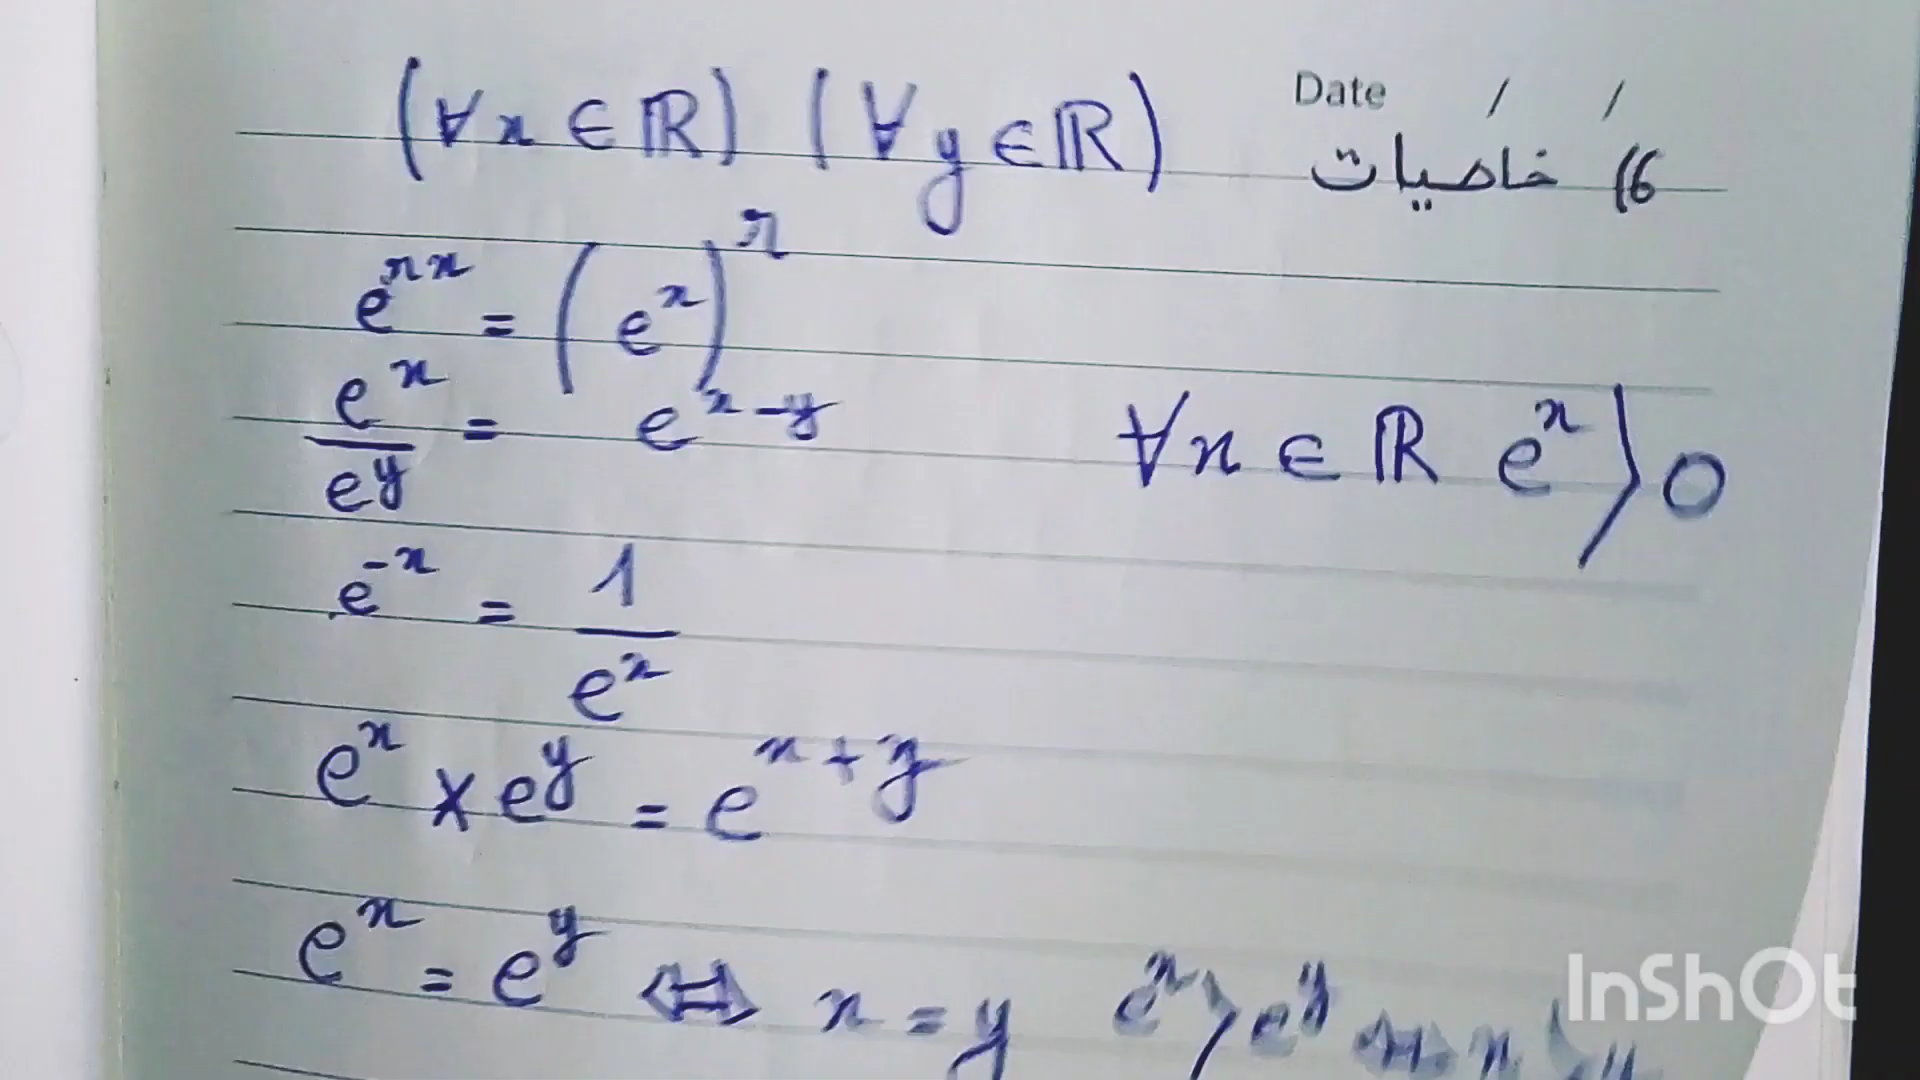 (∀x∈ℝ) (∀y∈ℝ)
Date / /
خاصيات (6
e^{rx} = (e^x)^r
e^x/e^y = e^{x-y}
∀x∈ℝ e^x > 0
e^{-x} = 1/e^x
e^x × e^y = e^{x+y}
e^x = e^y ⇔ x = y e^x > e^y ⇔ x > y
InShOt